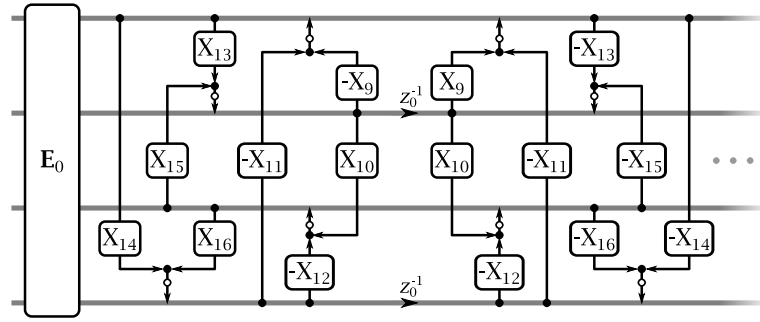 X₁₃ -X₉ X₉ -X₁₃
z₀⁻¹
E₀ X₁₅ -X₁₁ X₁₀ X₁₀ -X₁₁ -X₁₅ ...
X₁₄ X₁₆ -X₁₂ -X₁₂ -X₁₆ -X₁₄
z₀⁻¹